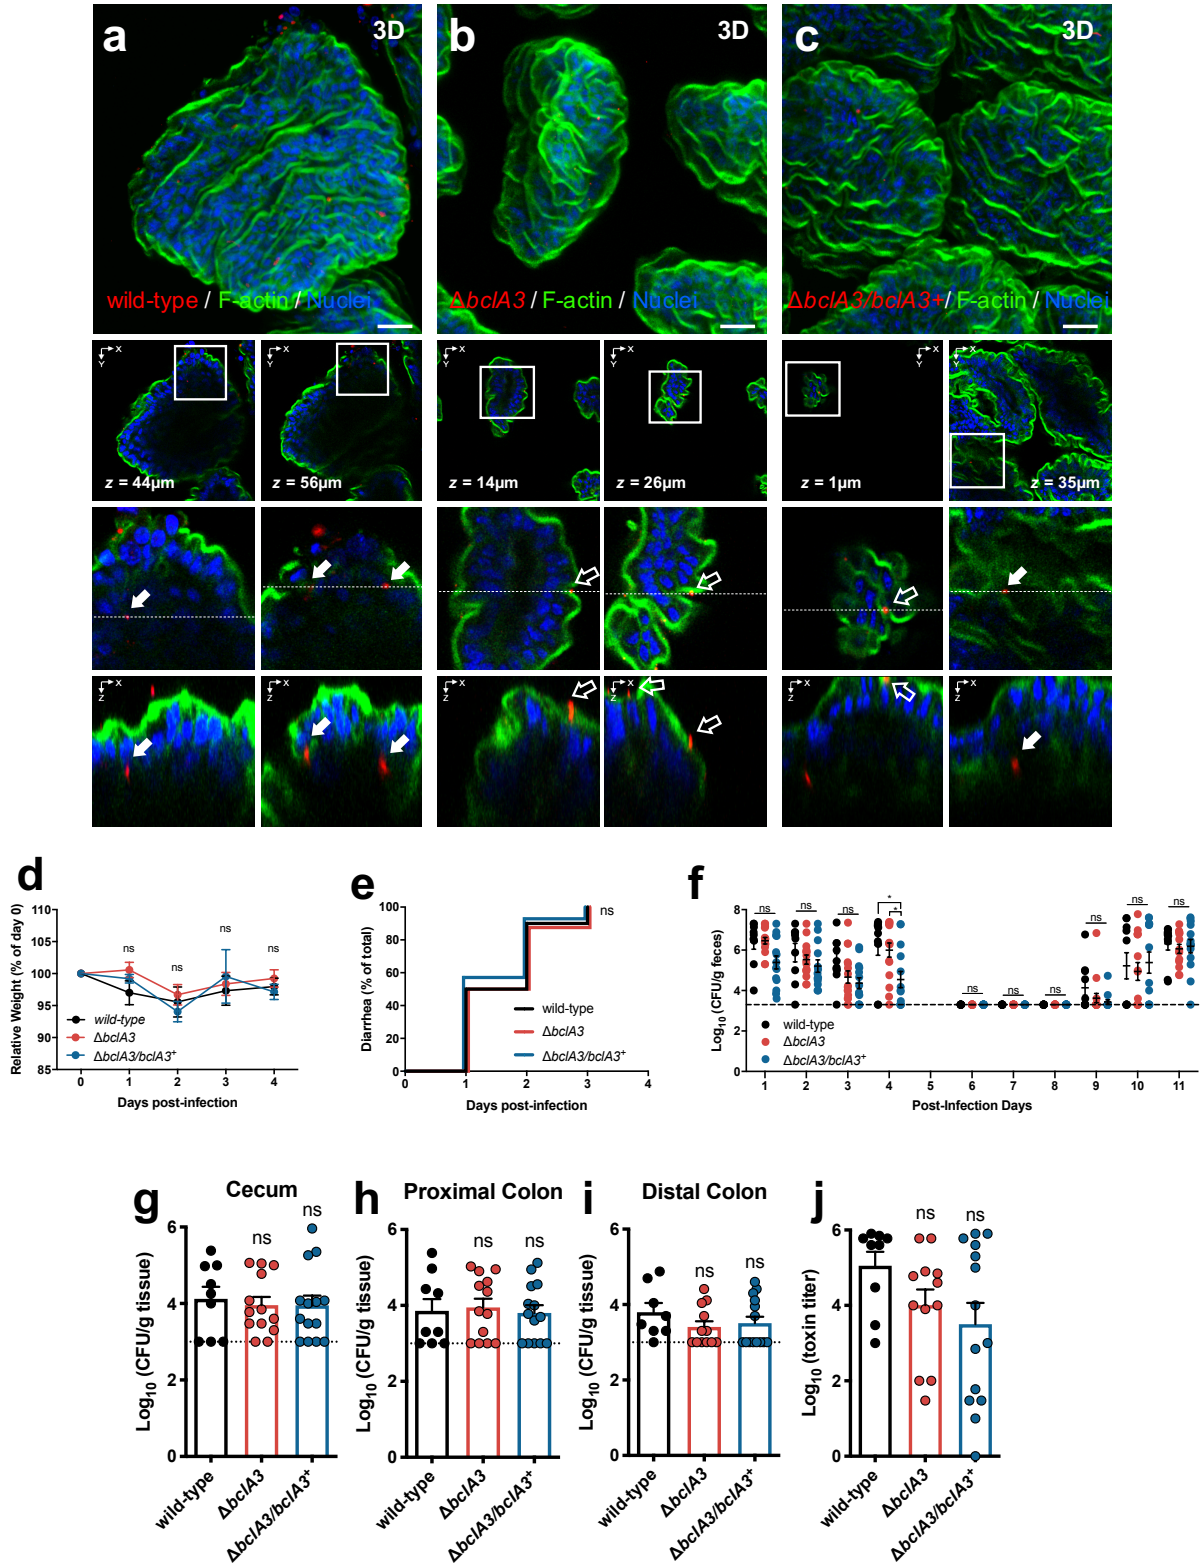 a 3D
wild-type / F-actin / Nuclei
b 3D
ΔbclA3 / F-actin / Nuclei
c 3D
ΔbclA3/bclA3+/ F-actin / Nuclei
X
Y
z = 44µm
z = 56µm
X
Y
z = 14µm
X
Y
z = 26µm
X
Y
z = 1µm
X
Y
z = 35µm
X
Z
X
Z
X
Z
X
Z
X
Z
X
Z
d
Relative Weight (% of day 0)
110
105
100
95
90
85
ns ns ns ns
wild-type
ΔbclA3
ΔbclA3/bclA3⁺
0 1 2 3 4
Days post-infection
e
Diarrhea (% of total)
100
80
60
40
20
0
ns
wild-type
ΔbclA3
ΔbclA3/bclA3⁺
0 1 2 3 4
Days post-infection
f
Log₁₀ (CFU/g feces)
8
6
4
2
ns ns ns * * ns ns ns ns ns ns
wild-type
ΔbclA3
ΔbclA3/bclA3⁺
1 2 3 4 5 6 7 8 9 10 11
Post-Infection Days
g Cecum
Log₁₀ (CFU/g tissue)
6
4
2
0
ns ns
wild-type
ΔbclA3
ΔbclA3/bclA3⁺
h Proximal Colon
Log₁₀ (CFU/g tissue)
6
4
2
0
ns ns
wild-type
ΔbclA3
ΔbclA3/bclA3⁺
i Distal Colon
Log₁₀ (CFU/g tissue)
6
4
2
0
ns ns
wild-type
ΔbclA3
ΔbclA3/bclA3⁺
j
Log₁₀ (toxin titer)
6
4
2
0
ns ns
wild-type
ΔbclA3
ΔbclA3/bclA3⁺